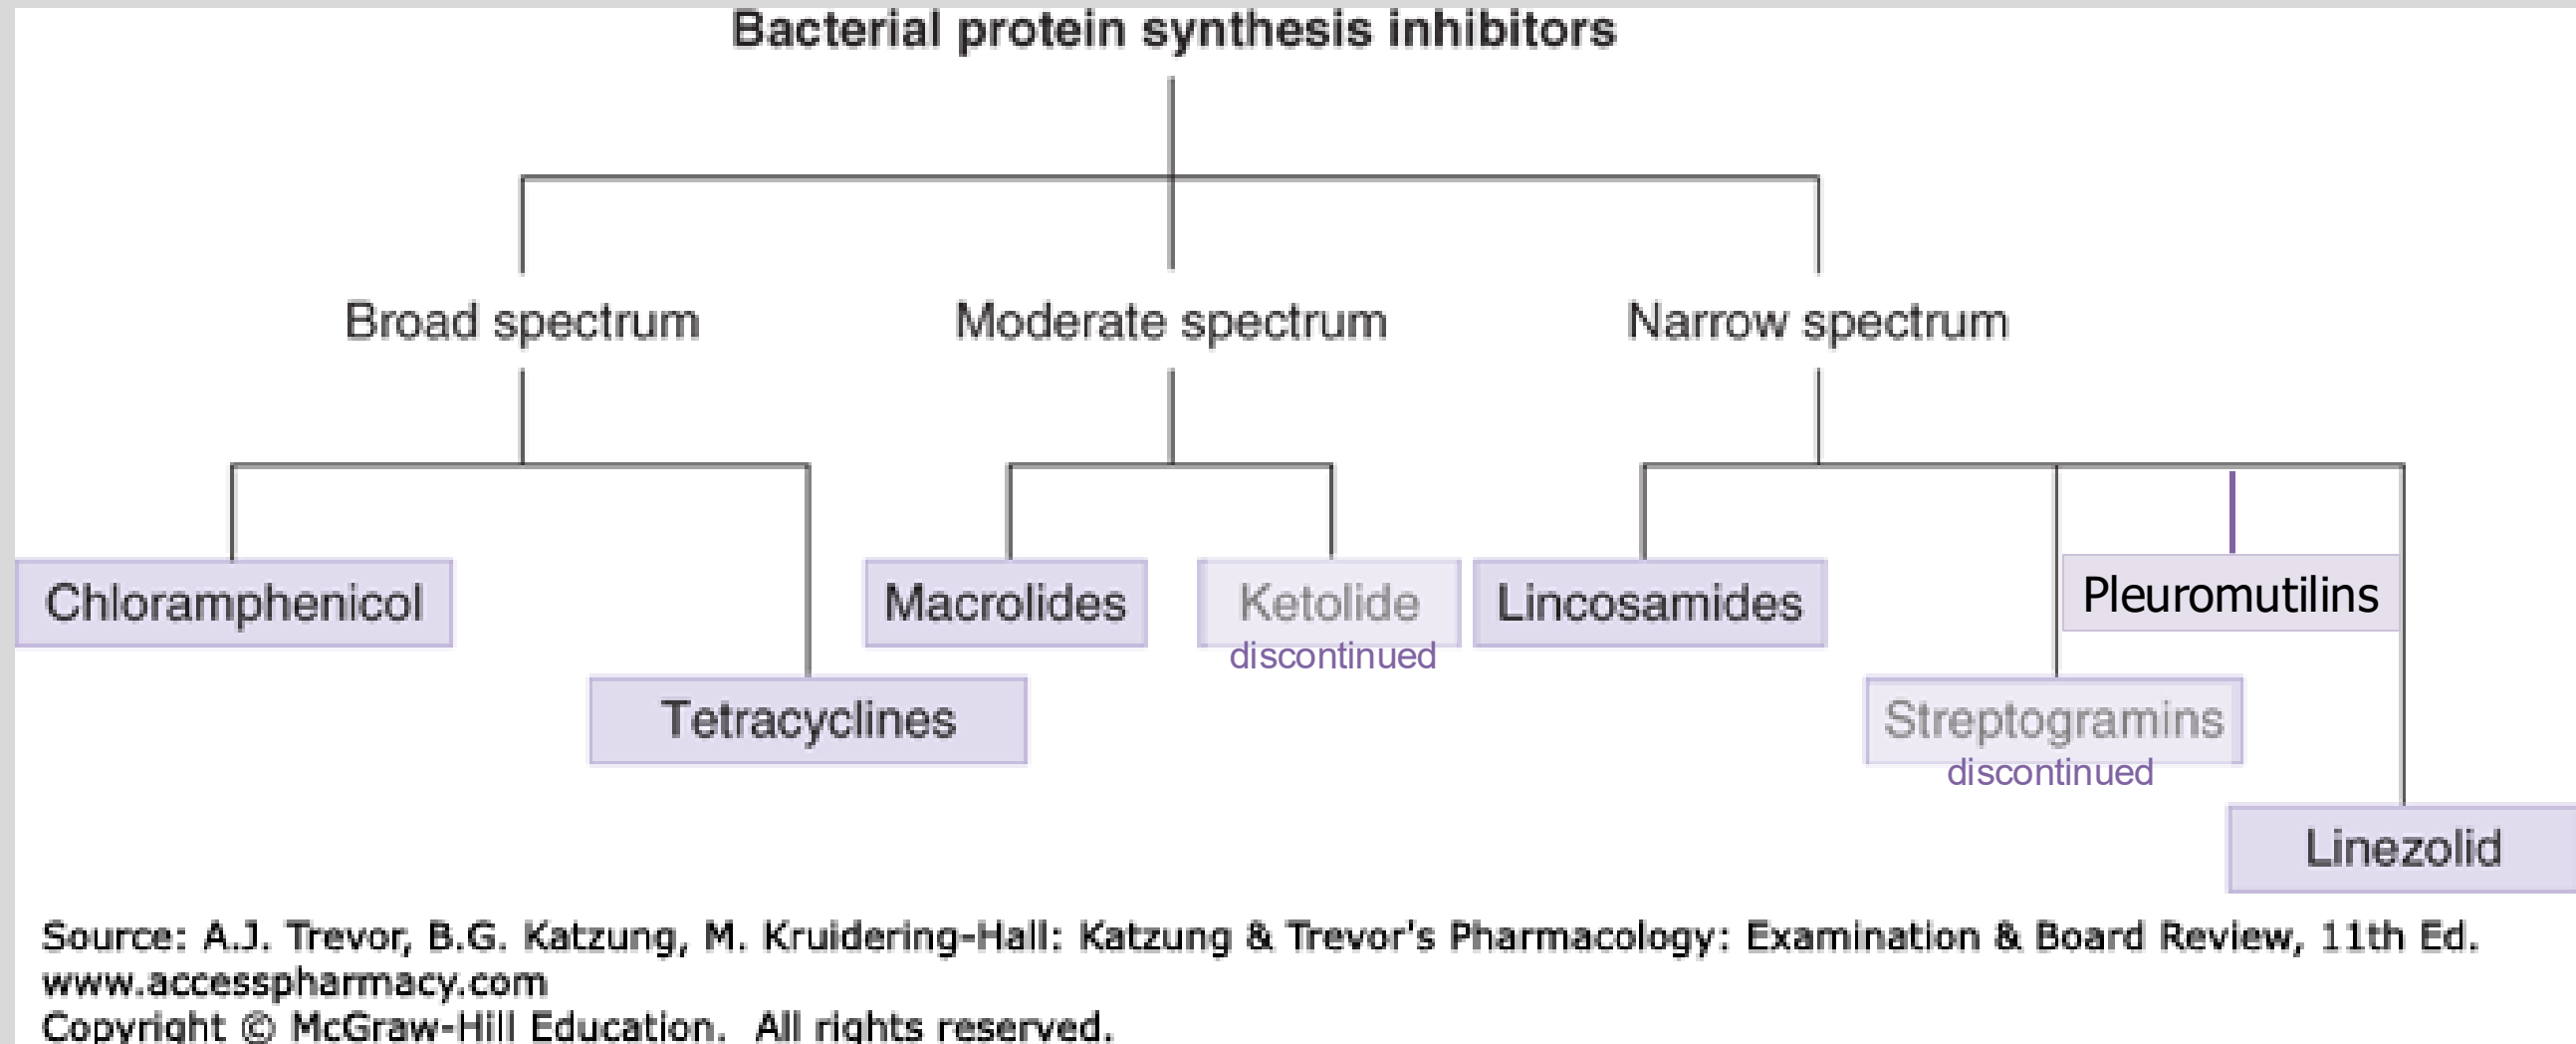 Bacterial protein synthesis inhibitors
Broad spectrum
Moderate spectrum
Narrow spectrum
Chloramphenicol
Macrolides
Ketolide
discontinued
Lincosamides
Pleuromutilins
Tetracyclines
Streptogramins
discontinued
Linezolid
Source: A.J. Trevor, B.G. Katzung, M. Kruidering-Hall: Katzung & Trevor's Pharmacology: Examination & Board Review, 11th Ed.
www.accesspharmacy.com
Copyright © McGraw-Hill Education. All rights reserved.